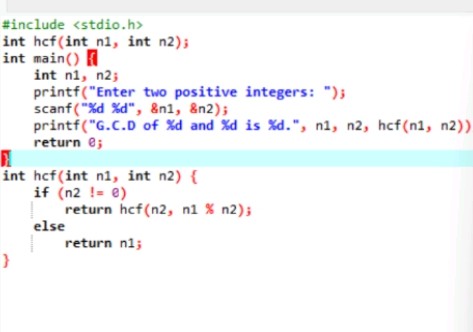 #include <stdio.h>
int hcf(int n1, int n2);
int main() {
    int n1, n2;
    printf("Enter two positive integers: ");
    scanf("%d %d", &n1, &n2);
    printf("G.C.D of %d and %d is %d.", n1, n2, hcf(n1, n2))
    return 0;
}
int hcf(int n1, int n2) {
    if (n2 != 0)
        return hcf(n2, n1 % n2);
    else
        return n1;
}